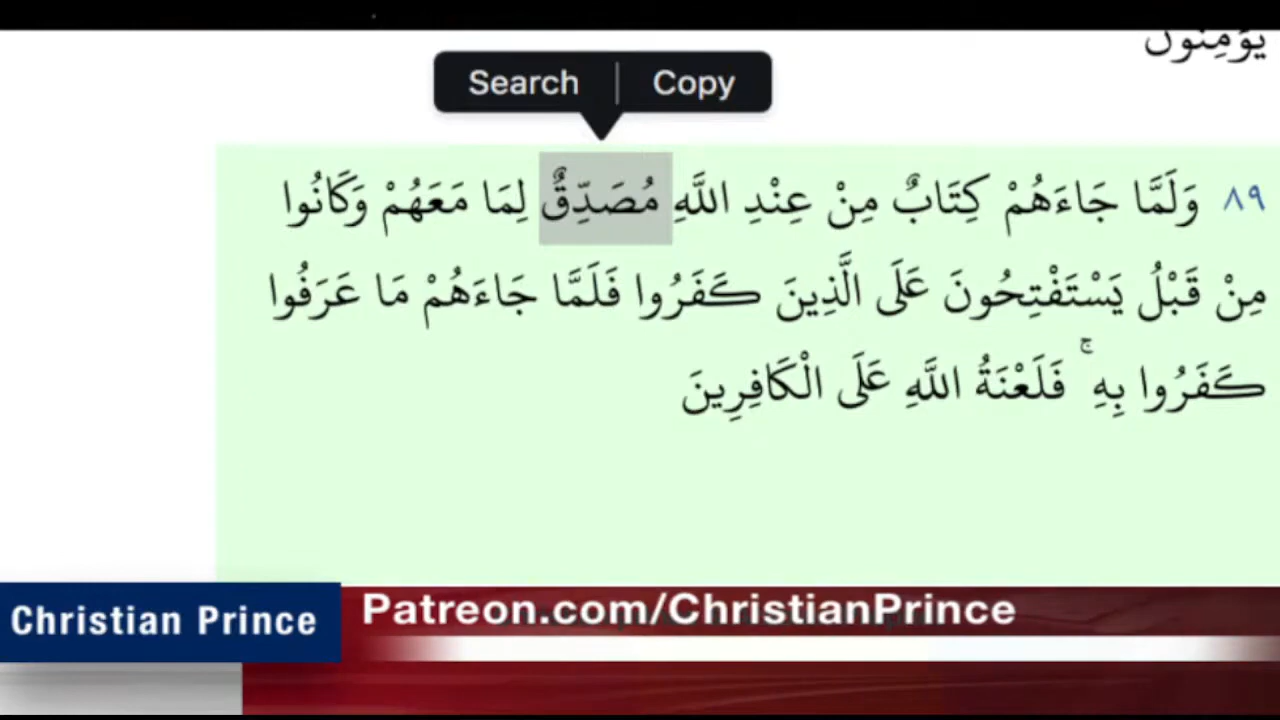 يؤمنون
Search
Copy
٨٩ وَلَمَّا جَاءَهُمْ كِتَابٌ مِنْ عِنْدِ اللَّهِ مُصَدِّقٌ لِمَا مَعَهُمْ وَكَانُوا
مِنْ قَبْلُ يَسْتَفْتِحُونَ عَلَى الَّذِينَ كَفَرُوا فَلَمَّا جَاءَهُمْ مَا عَرَفُوا
كَفَرُوا بِهِ ۚ فَلَعْنَةُ اللَّهِ عَلَى الْكَافِرِينَ
Christian Prince
Patreon.com/ChristianPrince